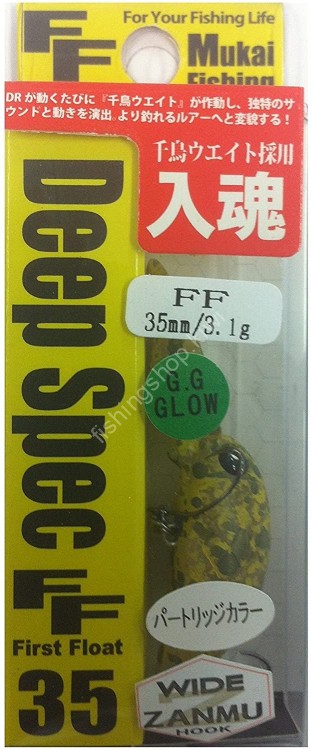 For Your Fishing Life
FF
Mukai
Fishing
DRが動くたびに『千鳥ウエイト』が作動し、独特のサ
ウンドと動きを演出 より釣れるルアーへと変貌する！
千鳥ウエイト採用
入魂
Deep Spec
FF
First Float
35
FF
35mm/3.1g
G.G
GLOW
fishingshop
パートリッジカラー
WIDE
ZANMU
HOOK